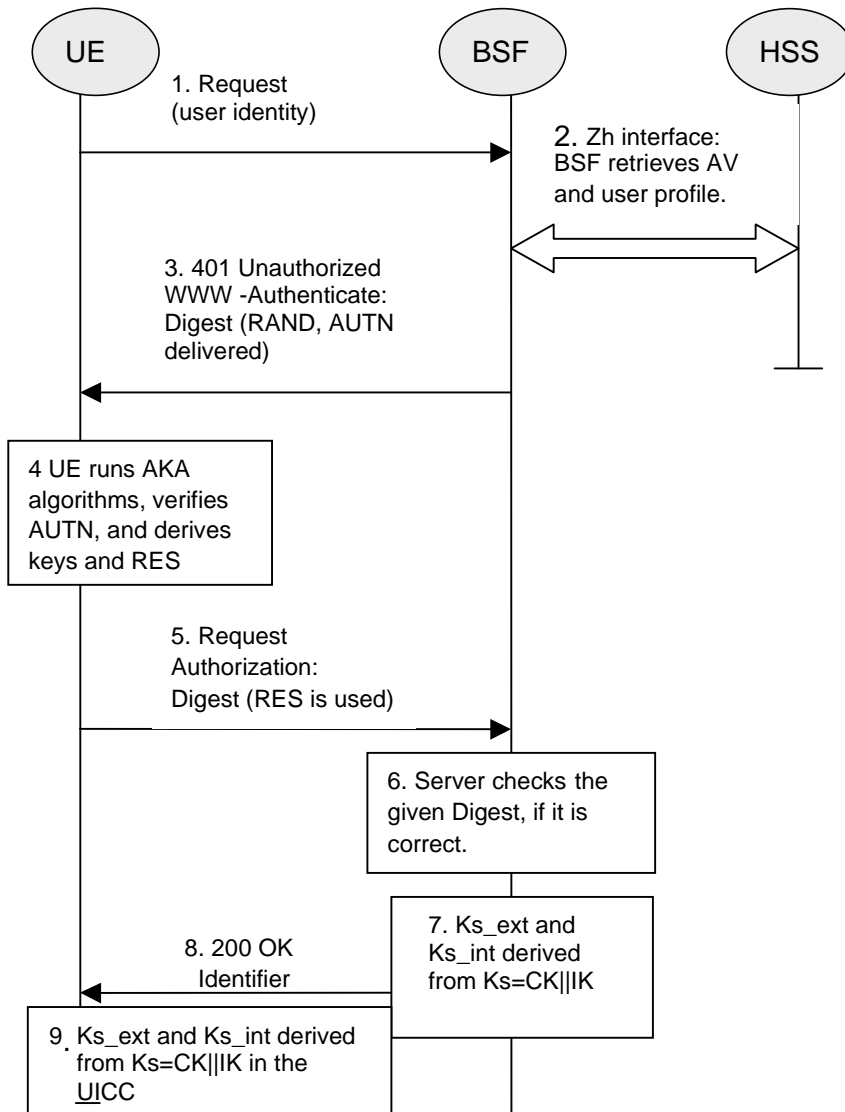 UE
BSF
HSS
1. Request
(user identity)
2. Zh interface:
BSF retrieves AV
and user profile.
3. 401 Unauthorized
WWW -Authenticate:
Digest (RAND, AUTN
delivered)
4 UE runs AKA
algorithms, verifies
AUTN, and derives
keys and RES
5. Request
Authorization:
Digest (RES is used)
6. Server checks the
given Digest, if it is
correct.
7. Ks_ext and
Ks_int derived
from Ks=CK||IK
8. 200 OK
Identifier
9. Ks_ext and Ks_int derived
from Ks=CK||IK in the
UICC